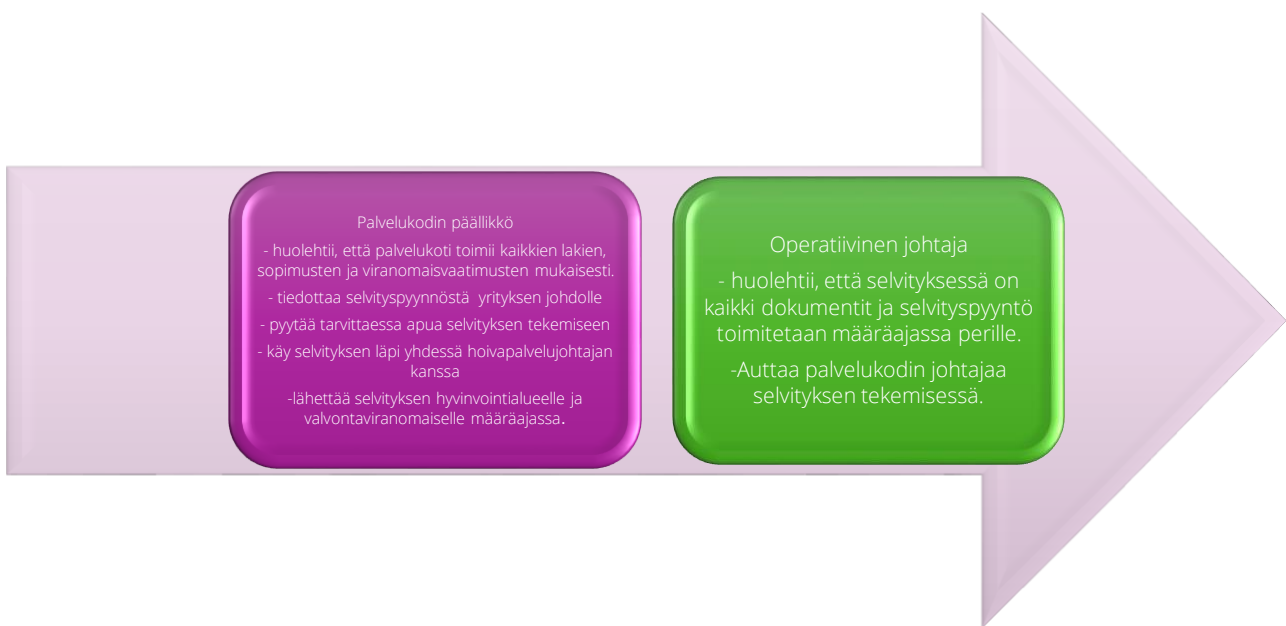 Palvelukodin päällikkö
- huolehtii, että palvelukoti toimii kaikkien lakien,
sopimusten ja viranomaisvaatimusten mukaisesti.
- tiedottaa selvityspyynnöstä  yrityksen johdolle
- pyytää tarvittaessa apua selvityksen tekemiseen
- käy selvityksen läpi yhdessä hoivapalvelujohtajan
kanssa
-lähettää selvityksen hyvinvointialueelle ja
valvontaviranomaiselle määräajassa.
Operatiivinen johtaja
- huolehtii, että selvityksessä on
kaikki dokumentit ja selvityspyyntö
toimitetaan määräajassa perille.
-Auttaa palvelukodin johtajaa
selvityksen tekemisessä.